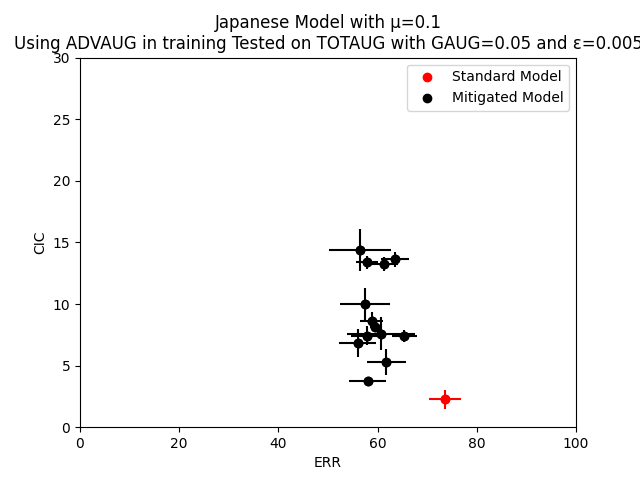 Japanese Model with μ=0.1
Using ADVAUG in training Tested on TOTAUG with GAUG=0.05 and ε=0.005
Standard Model
Mitigated Model
30
25
20
15
10
5
0
CIC
0 20 40 60 80 100
ERR